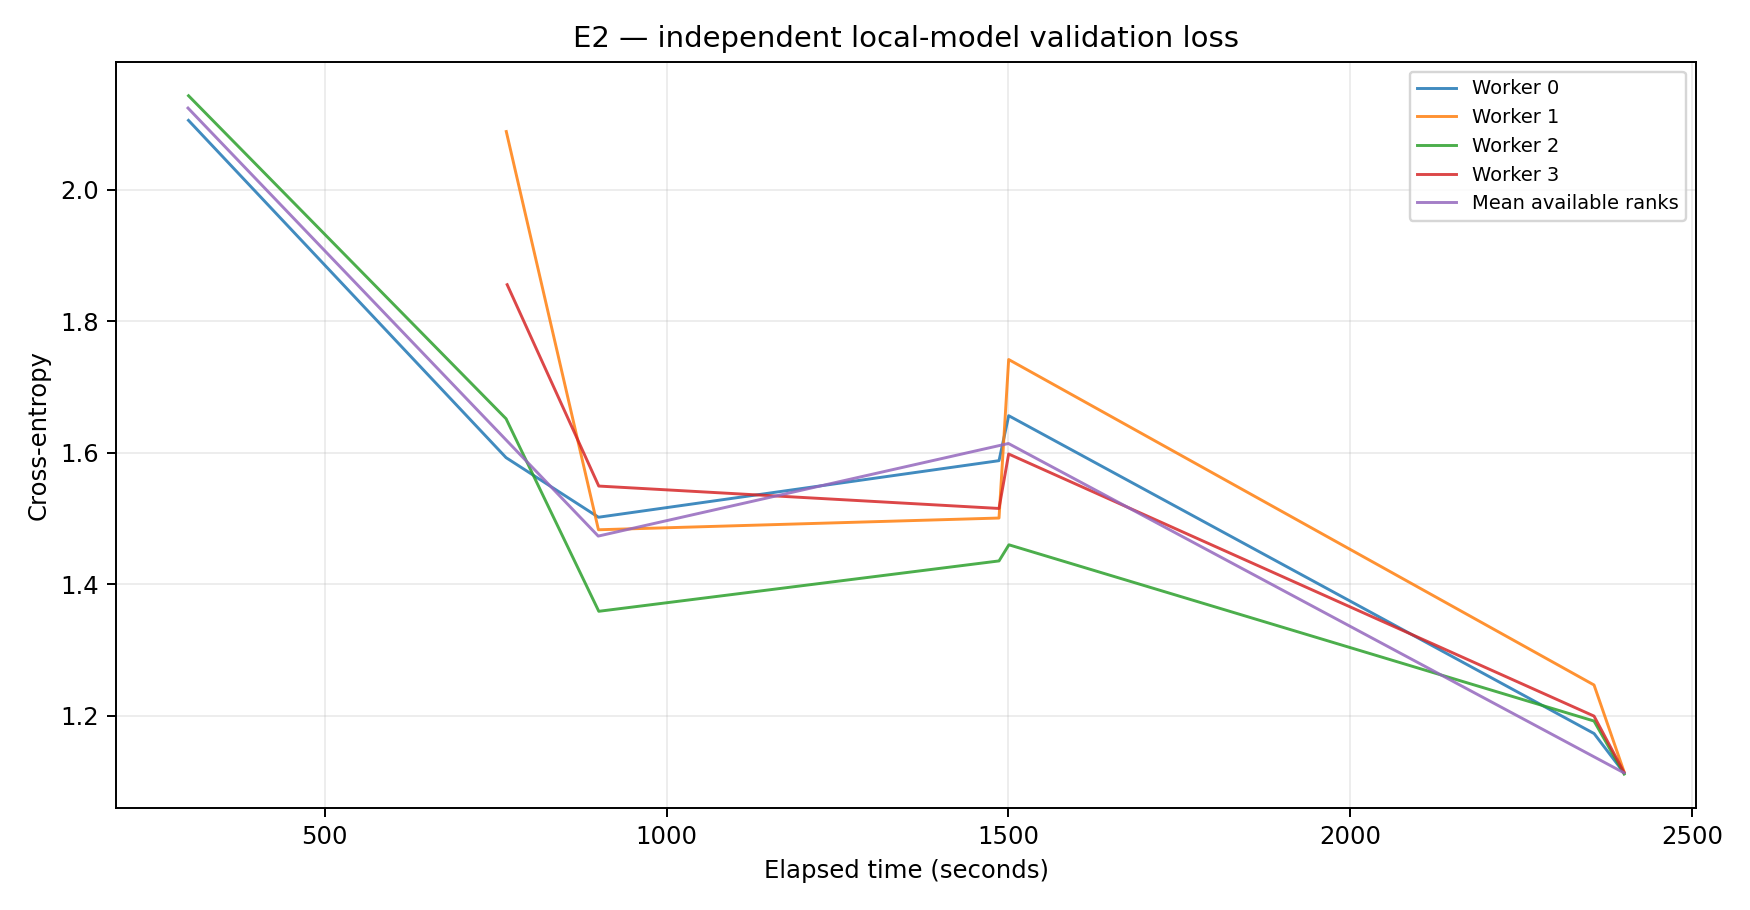 E2 — independent local-model validation loss
Worker 0
Worker 1
Worker 2
Worker 3
Mean available ranks
Cross-entropy
2.0
1.8
1.6
1.4
1.2
500
1000
1500
2000
2500
Elapsed time (seconds)